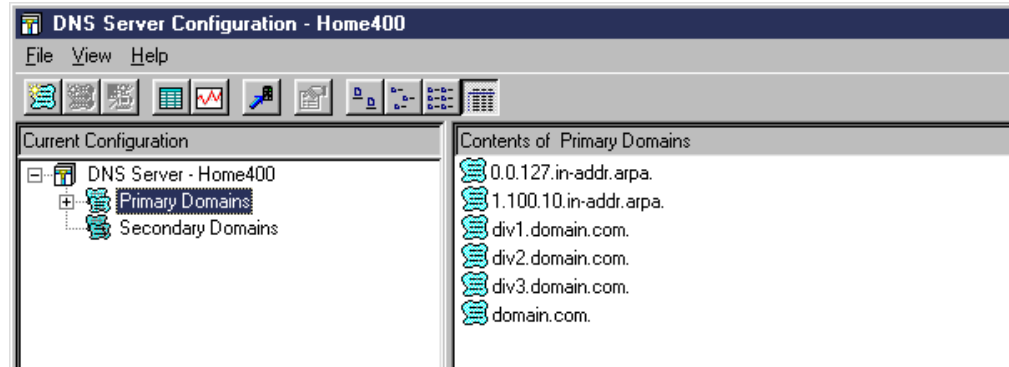 DNS Server Configuration - Home400
File View Help
Current Configuration
DNS Server - Home400
Primary Domains
Secondary Domains
Contents of Primary Domains
0.0.127.in-addr.arpa.
1.100.10.in-addr.arpa.
div1.domain.com.
div2.domain.com.
div3.domain.com.
domain.com.